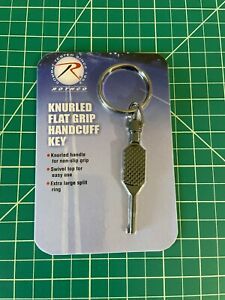 R
ROTHCO
KNURLED
FLAT GRIP
HANDCUFF
KEY
Knurled handle
for non-slip grip
Swivel top for
easy use
Extra large split
ring